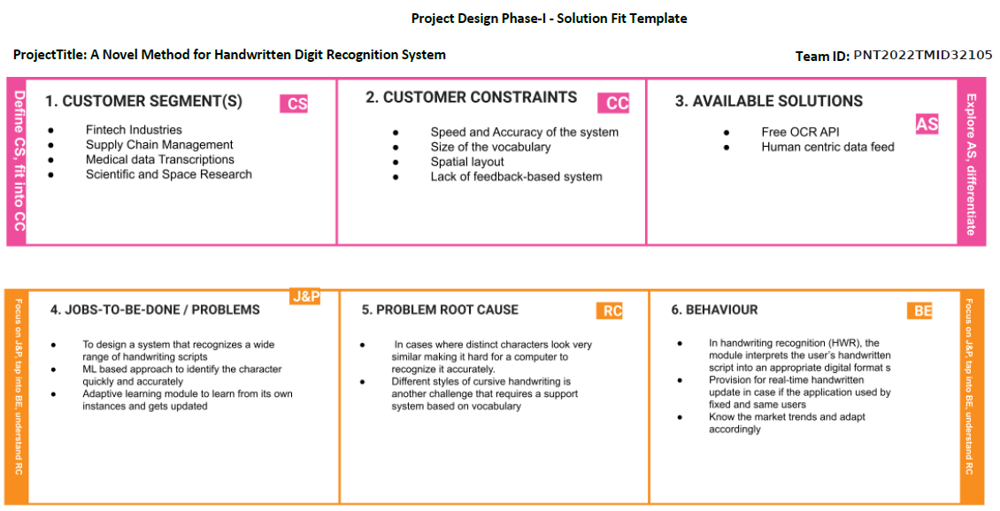 Project Design Phase-I - Solution Fit Template
ProjectTitle: A Novel Method for Handwritten Digit Recognition System
Team ID: PNT2022TMID32105
Define CS, fit into CC
1. CUSTOMER SEGMENT(S)
CS
● Fintech Industries
● Supply Chain Management
● Medical data Transcriptions
● Scientific and Space Research
2. CUSTOMER CONSTRAINTS
CC
● Speed and Accuracy of the system
● Size of the vocabulary
● Spatial layout
● Lack of feedback-based system
3. AVAILABLE SOLUTIONS
AS
● Free OCR API
● Human centric data feed
Explore AS, differentiate
Focus on J&P, tap into BE, understand RC
4. JOBS-TO-BE-DONE / PROBLEMS
J&P
● To design a system that recognizes a wide
range of handwriting scripts
● ML based approach to identify the character
quickly and accurately
● Adaptive learning module to learn from its own
instances and gets updated
5. PROBLEM ROOT CAUSE
RC
● In cases where distinct characters look very
similar making it hard for a computer to
recognize it accurately.
● Different styles of cursive handwriting is
another challenge that requires a support
system based on vocabulary
6. BEHAVIOUR
BE
● In handwriting recognition (HWR), the
module interprets the user's handwritten
script into an appropriate digital format s
● Provision for real-time handwritten
update in case if the application used by
fixed and same users
● Know the market trends and adapt
accordingly
Focus on J&P, tap into BE, understand RC